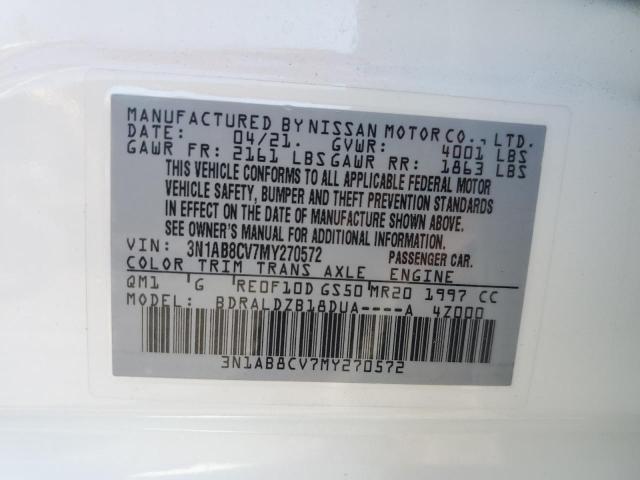 MANUFACTURED BY NISSAN MOTOR CO., LTD.
DATE: 04/21. GVWR: 4001 LBS
GAWR FR: 2161 LBS GAWR RR: 1863 LBS
THIS VEHICLE CONFORMS TO ALL APPLICABLE FEDERAL MOTOR
VEHICLE SAFETY, BUMPER AND THEFT PREVENTION STANDARDS
IN EFFECT ON THE DATE OF MANUFACTURE SHOWN ABOVE.
SEE OWNER'S MANUAL FOR ADDITIONAL INFORMATION.
VIN: 3N1AB8CV7MY270572 PASSENGER CAR.
COLOR TRIM TRANS AXLE ENGINE
QM1 G RE0F10D GS50 MR20 1997 CC
MODEL: BDRALDZB18DUA----A 4Z000
3N1AB8CV7MY270572